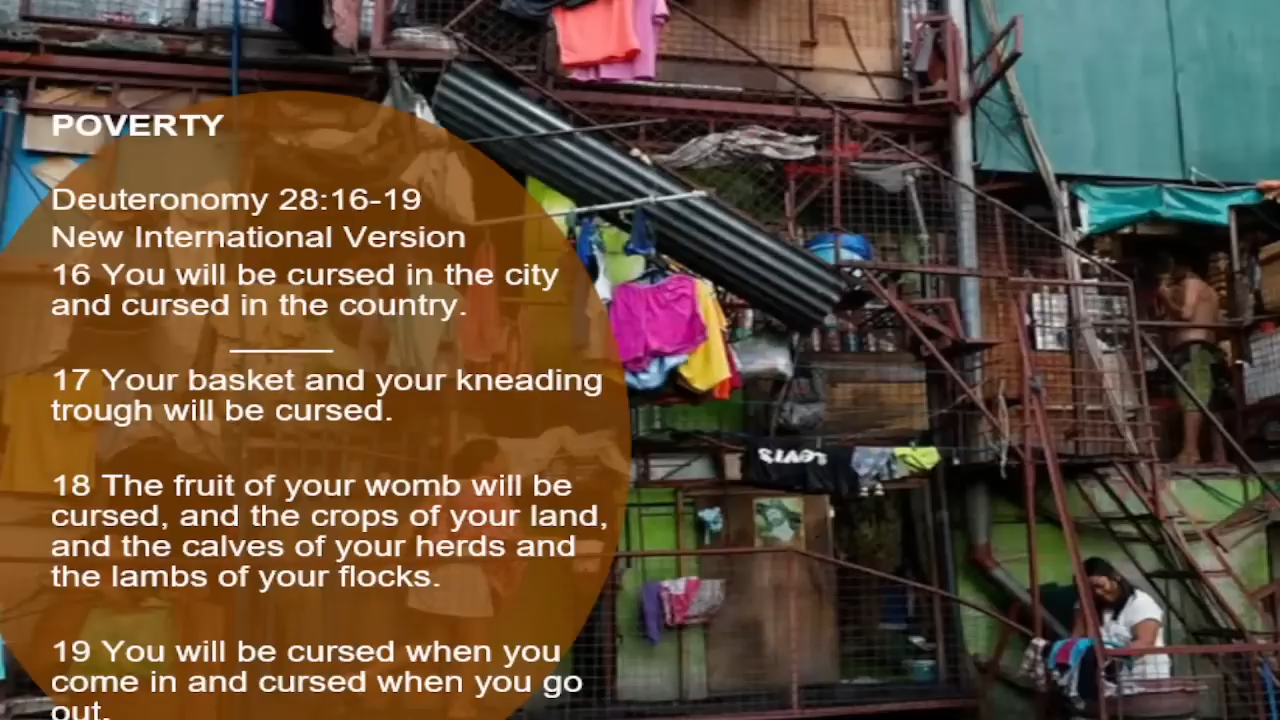 POVERTY
Deuteronomy 28:16-19
New International Version
16 You will be cursed in the city
and cursed in the country.
17 Your basket and your kneading
trough will be cursed.
18 The fruit of your womb will be
cursed, and the crops of your land,
and the calves of your herds and
the lambs of your flocks.
19 You will be cursed when you
come in and cursed when you go
out.
LEVI'S